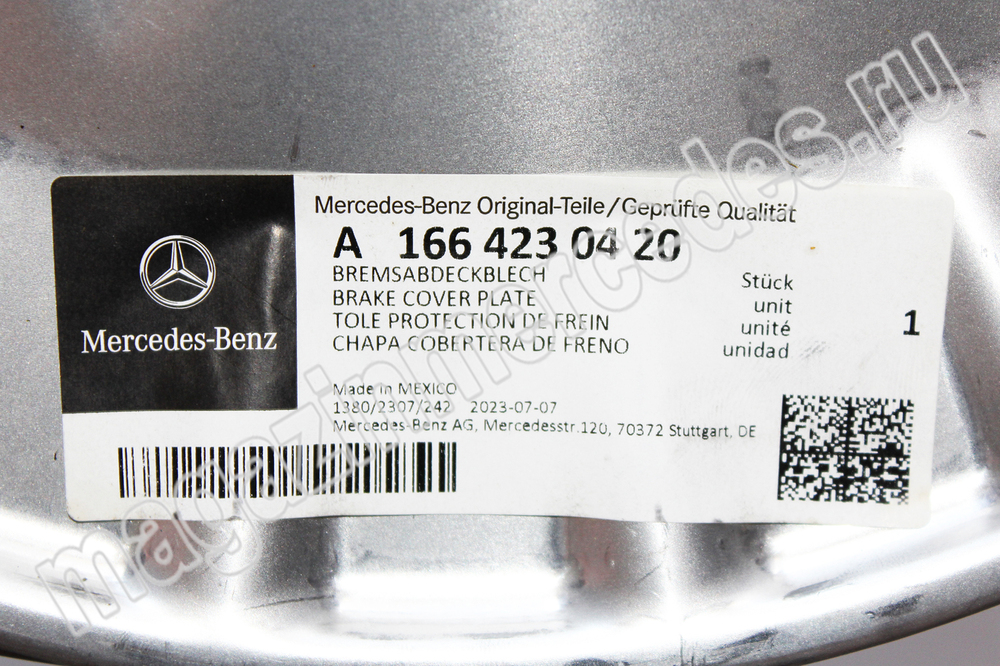 Mercedes-Benz
Mercedes-Benz Original-Teile/Geprüfte Qualität
A 166 423 04 20
BREMSABDECKBLECH
BRAKE COVER PLATE
TOLE PROTECTION DE FREIN
CHAPA COBERTERA DE FRENO
Stück
unit
unité
unidad
1
Made in MEXICO
1380/2307/242 2023-07-07
Mercedes-Benz AG, Mercedesstr.120, 70372 Stuttgart, DE
magazinmercedes.ru